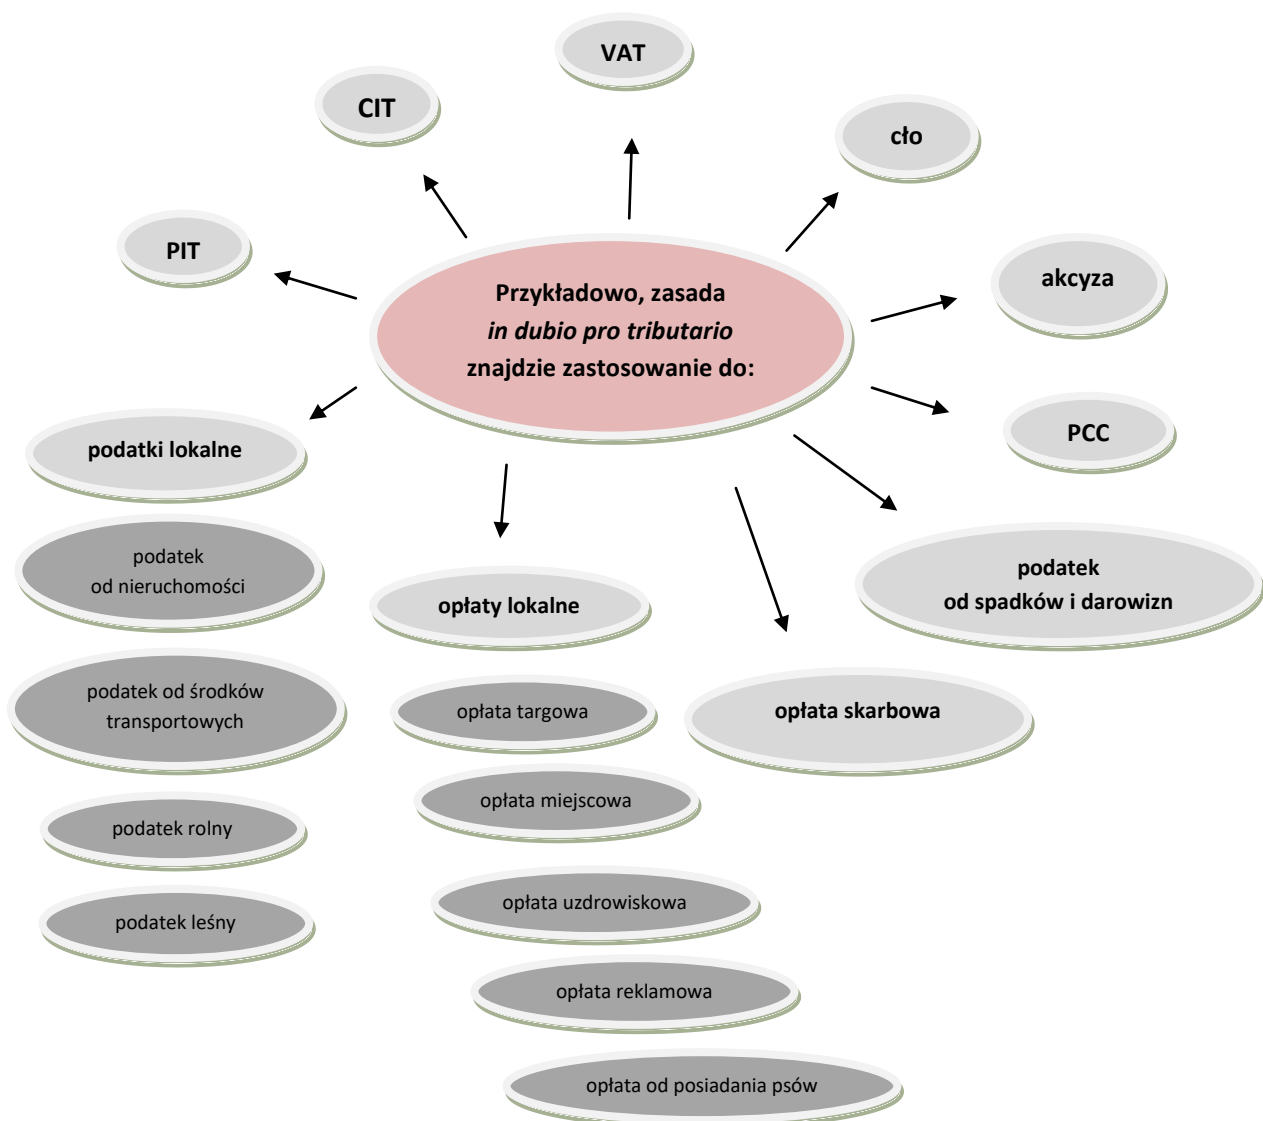 VAT
CIT
cło
PIT
Przykładowo, zasada
in dubio pro tributario
znajdzie zastosowanie do:
akcyza
PCC
podatki lokalne
podatek
od nieruchomości
podatek od środków
transportowych
podatek rolny
podatek leśny
opłaty lokalne
opłata targowa
opłata miejscowa
opłata uzdrowiskowa
opłata reklamowa
opłata od posiadania psów
opłata skarbowa
podatek
od spadków i darowizn